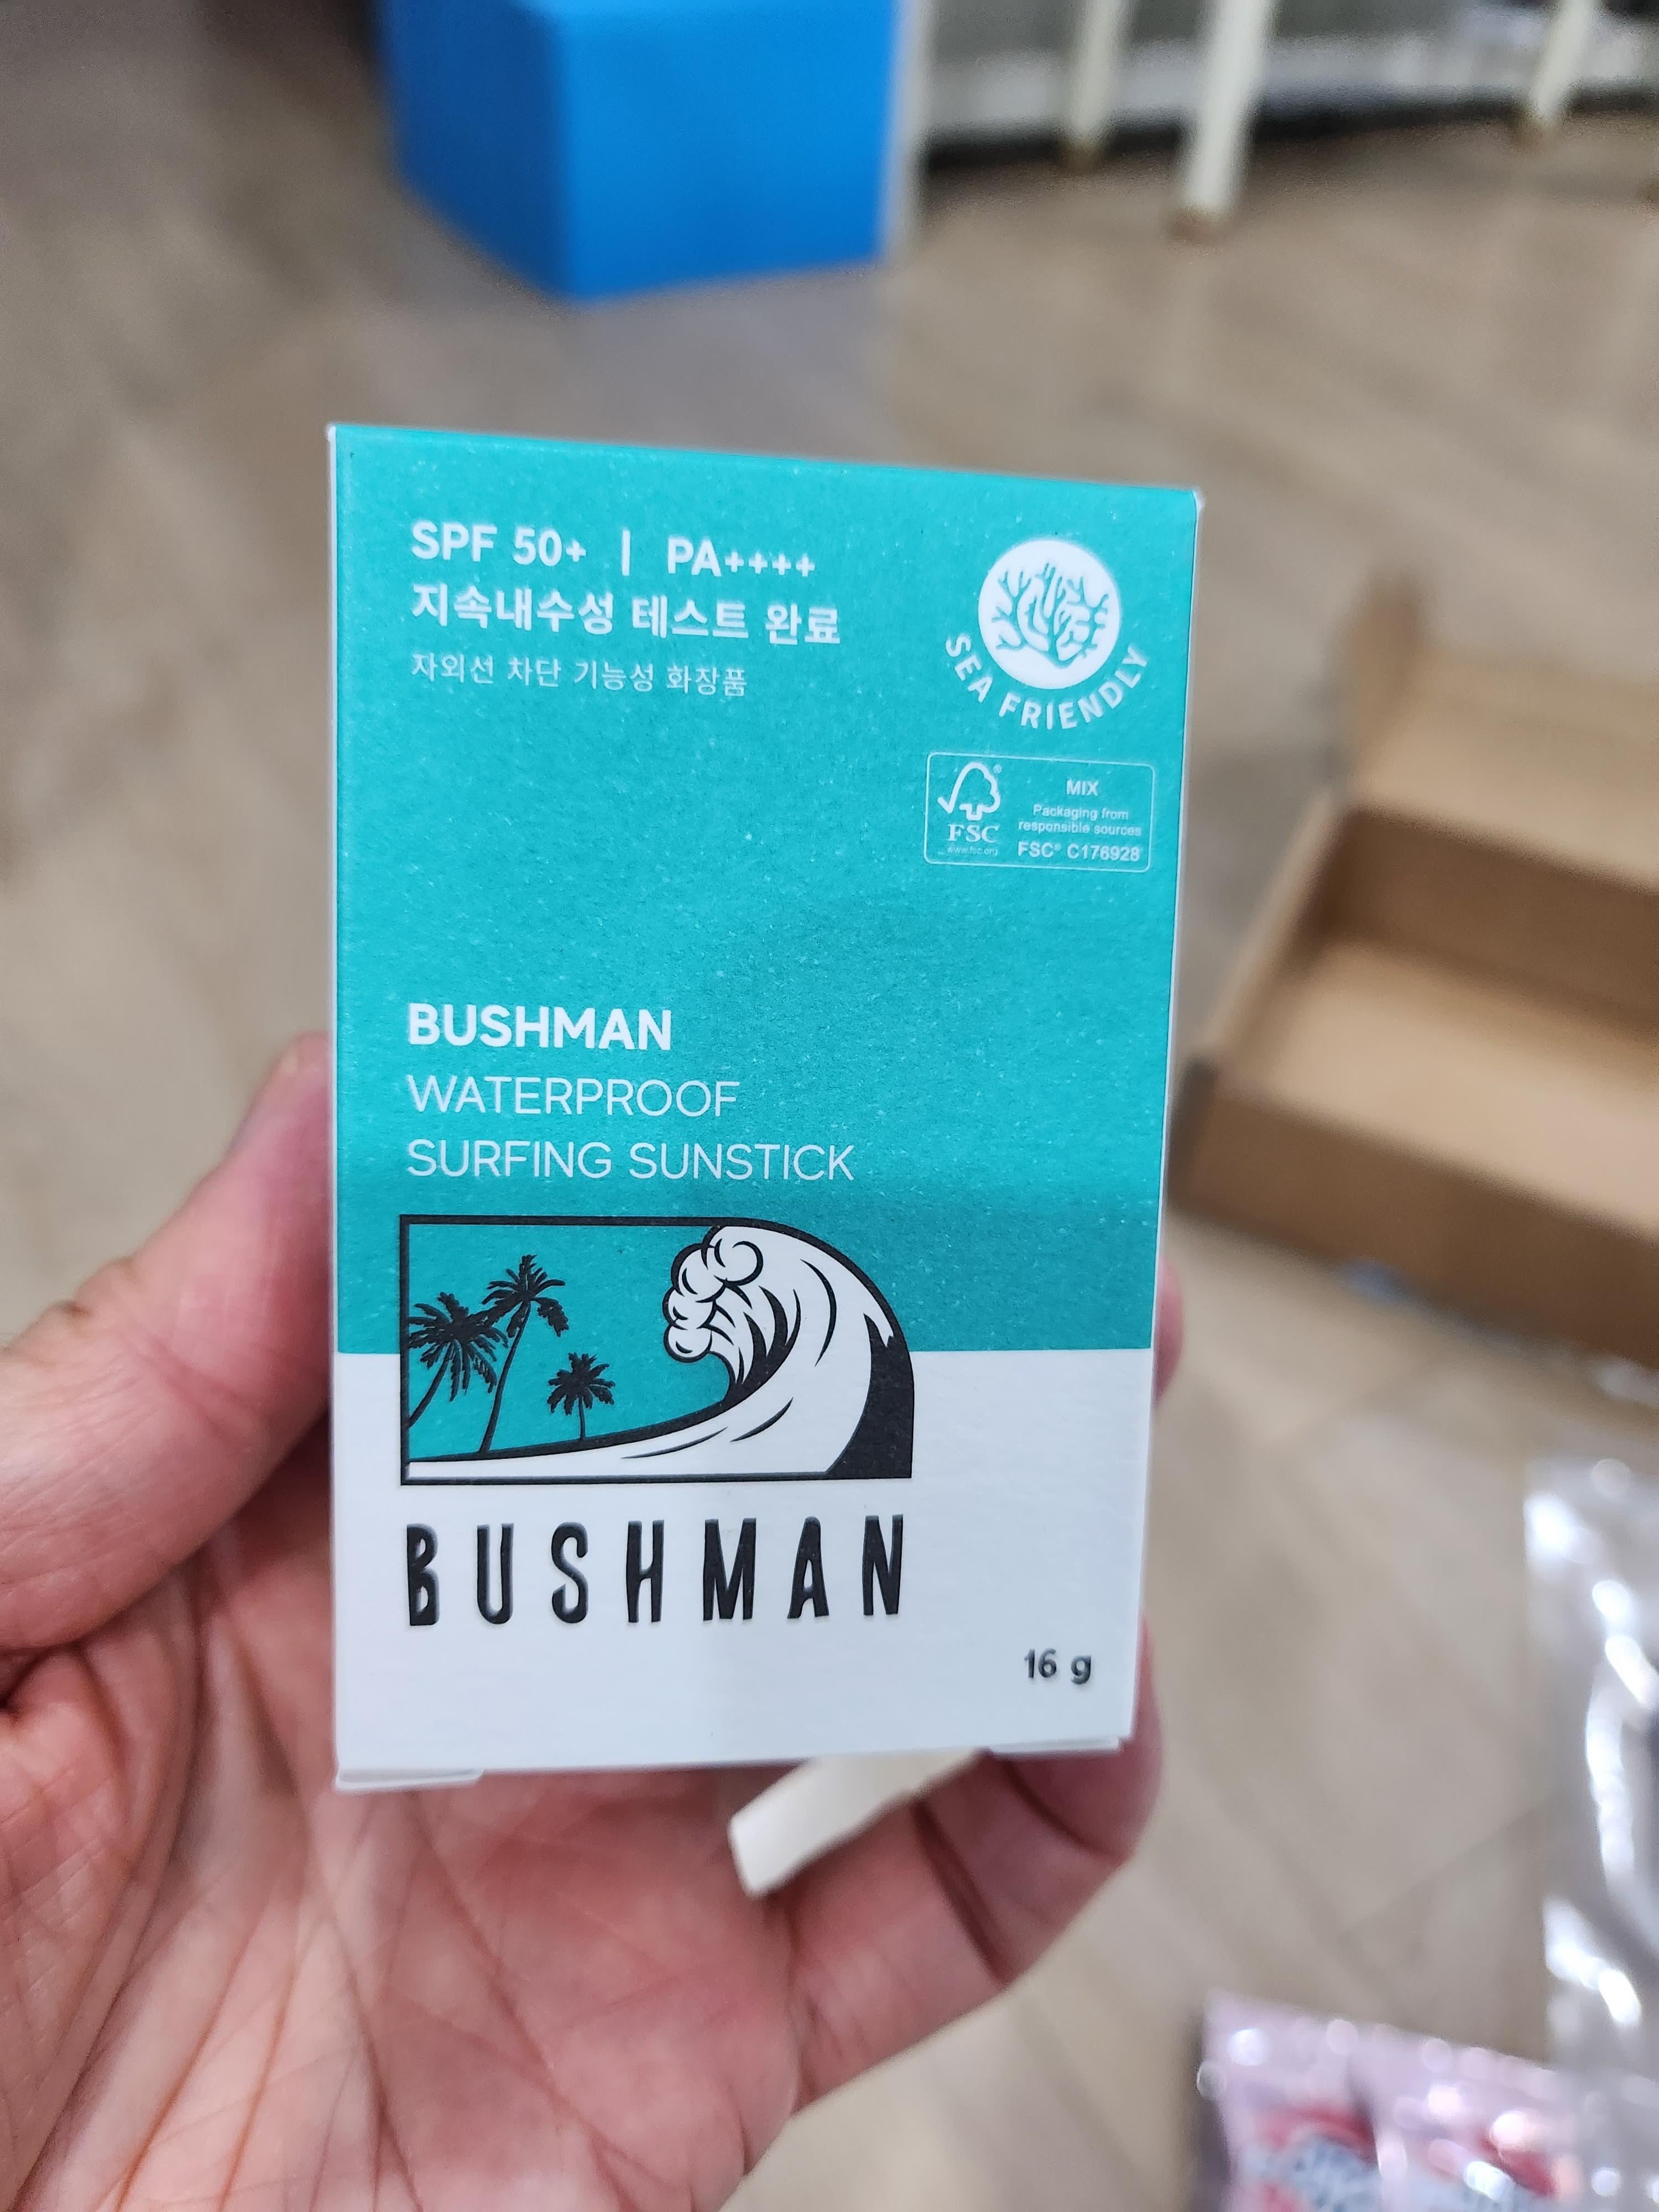 SPF 50+ | PA++++
지속내수성 테스트 완료
자외선 차단 기능성 화장품
SEA FRIENDLY
MIX
Packaging from
responsible sources
FSC® C176928
FSC
www.fsc.org
BUSHMAN
WATERPROOF
SURFING SUNSTICK
BUSHMAN
16 g